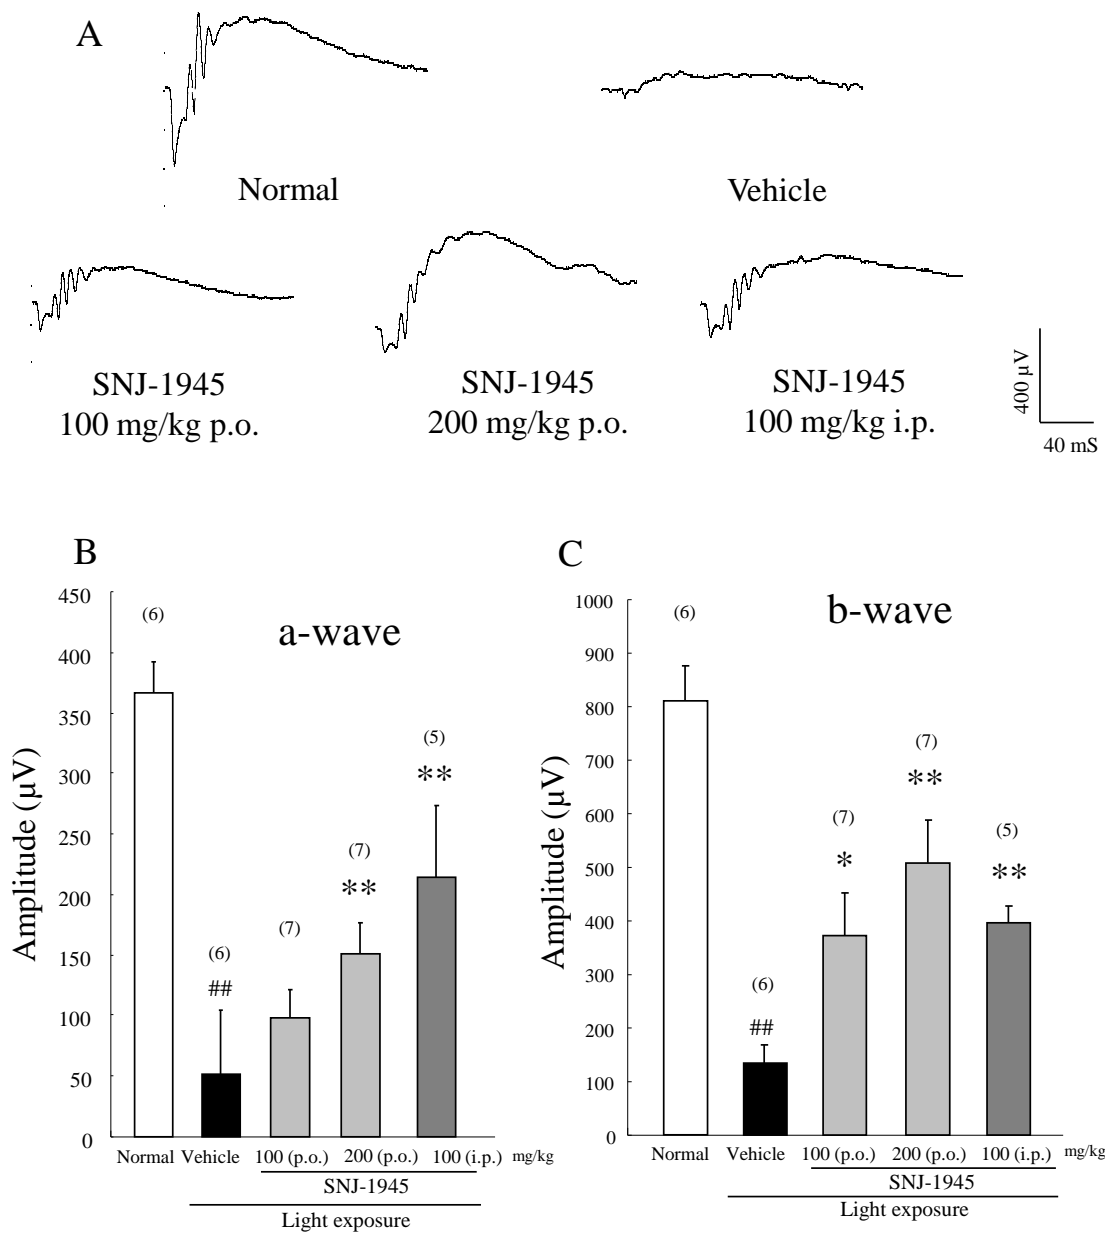 A
Normal
Vehicle
SNJ-1945
100 mg/kg p.o.
SNJ-1945
200 mg/kg p.o.
SNJ-1945
100 mg/kg i.p.
400 µV
40 mS
B
a-wave
Amplitude (µV)
450
400
350
300
250
200
150
100
50
0
(6)
(6)
##
(7)
(7)
**
(5)
**
Normal Vehicle 100 (p.o.) 200 (p.o.) 100 (i.p.) mg/kg
SNJ-1945
Light exposure
C
b-wave
Amplitude (µV)
1000
900
800
700
600
500
400
300
200
100
0
(6)
(6)
##
(7)
*
(7)
**
(5)
**
Normal Vehicle 100 (p.o.) 200 (p.o.) 100 (i.p.) mg/kg
SNJ-1945
Light exposure